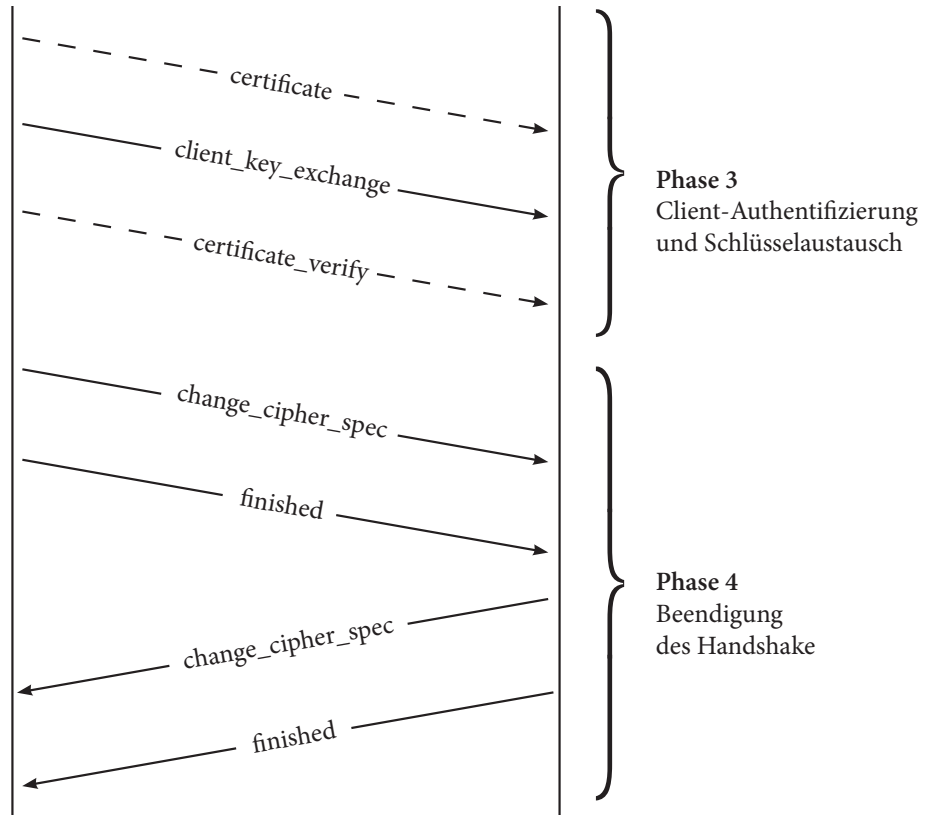 certificate
client_key_exchange
certificate_verify
Phase 3
Client-Authentifizierung
und Schlüsselaustausch
change_cipher_spec
finished
change_cipher_spec
finished
Phase 4
Beendigung
des Handshake